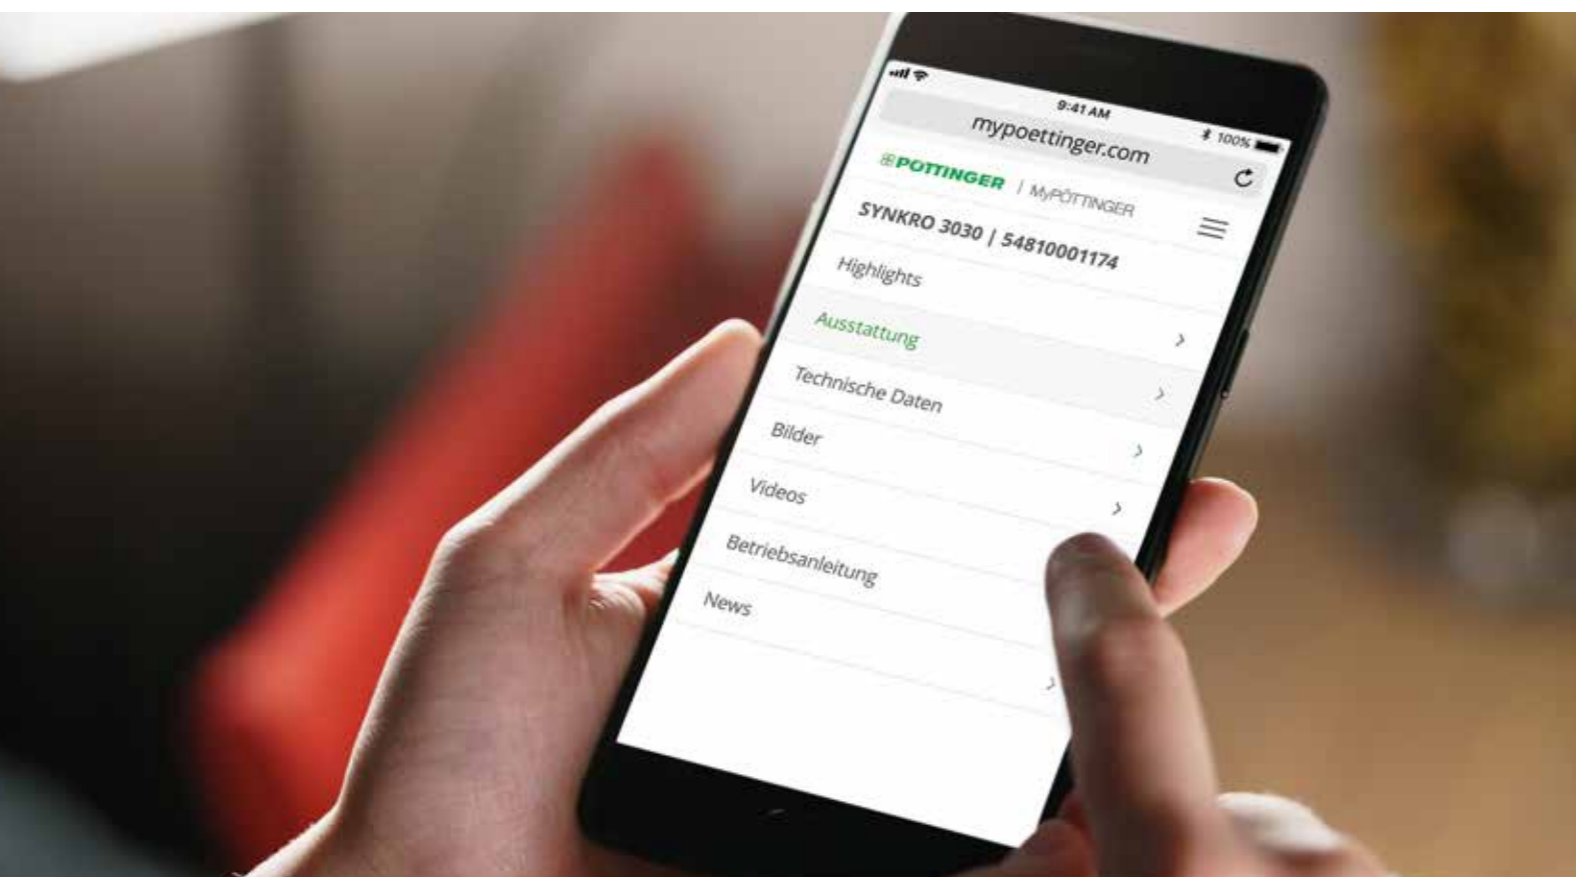 9:41 AM
100%
mypoettinger.com
PÖTTINGER | MyPÖTTINGER
SYNKRO 3030 | 54810001174
Highlights
Ausstattung
Technische Daten
Bilder
Videos
Betriebsanleitung
News